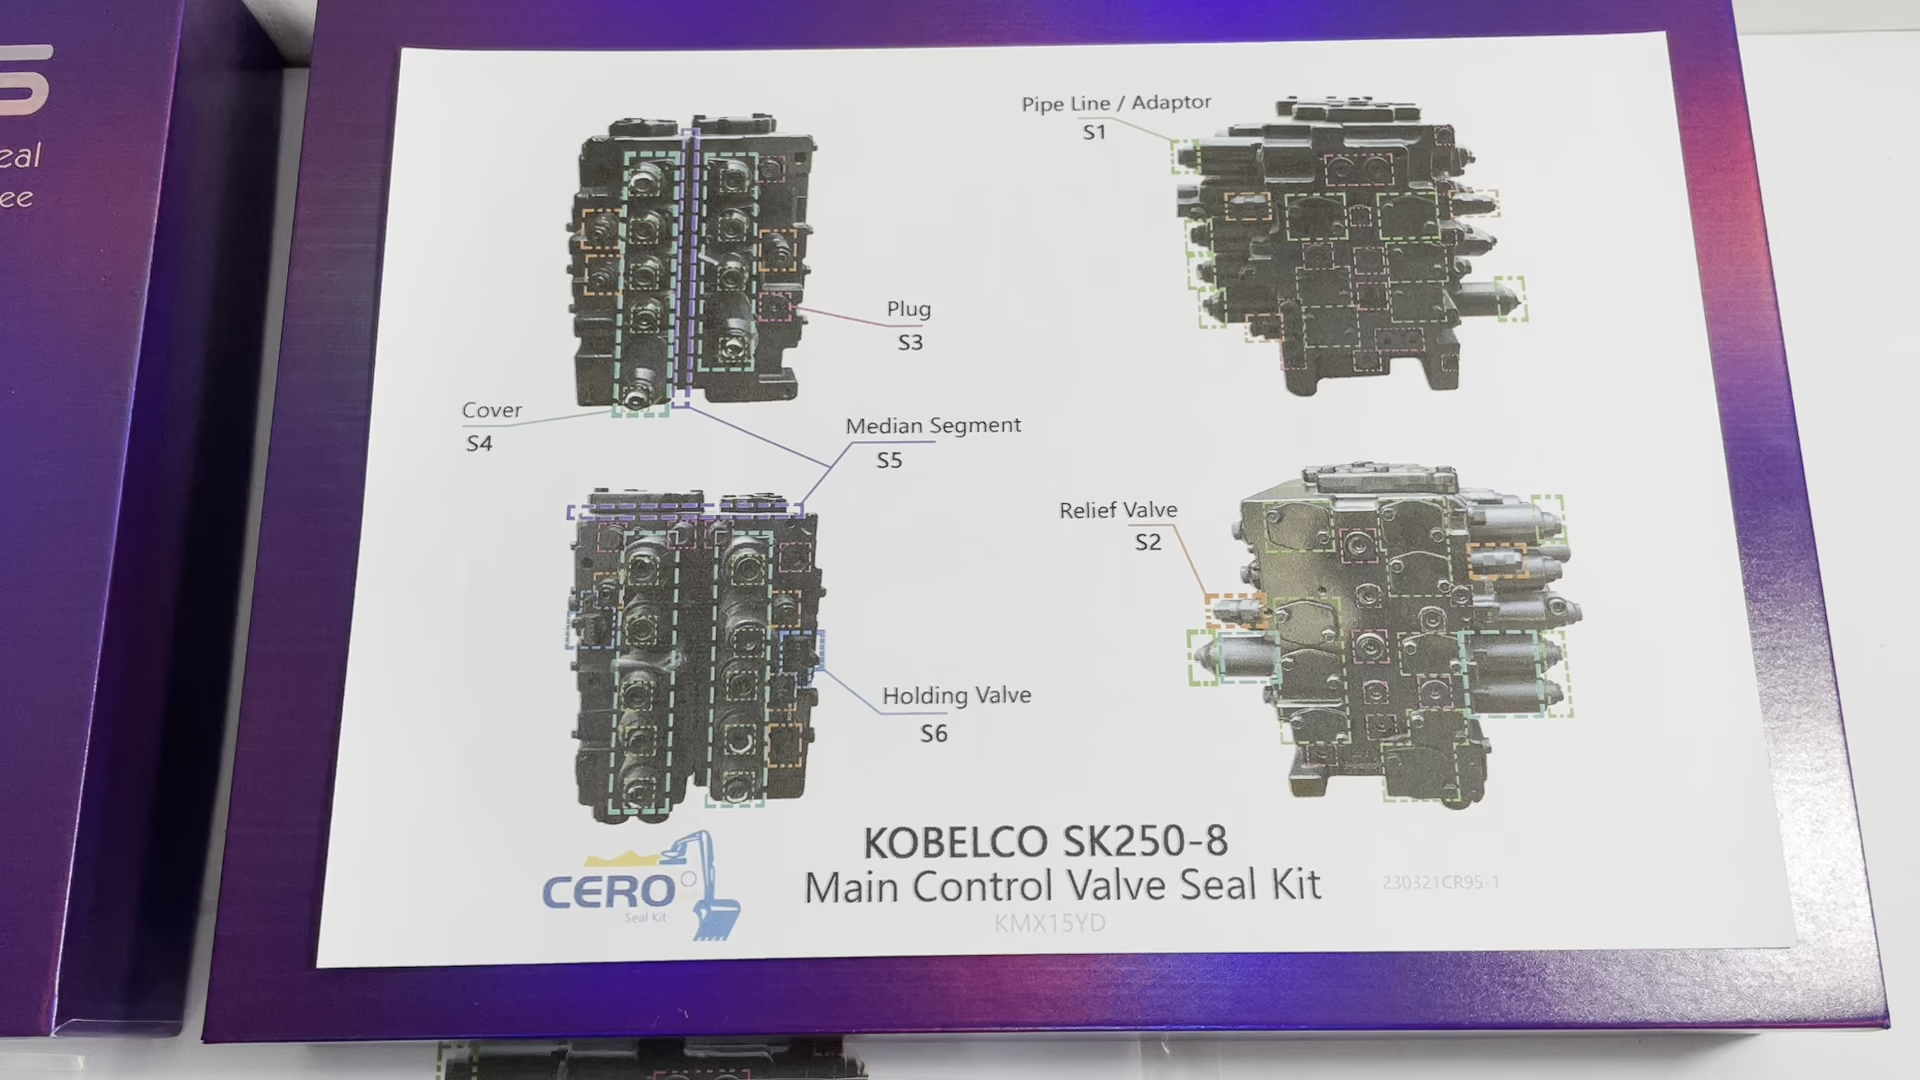 S
eal
ee
Pipe Line / Adaptor
S1
Plug
S3
Cover
S4
Median Segment
S5
Relief Valve
S2
Holding Valve
S6
KOBELCO SK250-8
Main Control Valve Seal Kit
230321CR95-1
KMX15YD
CERO
Seal Kit